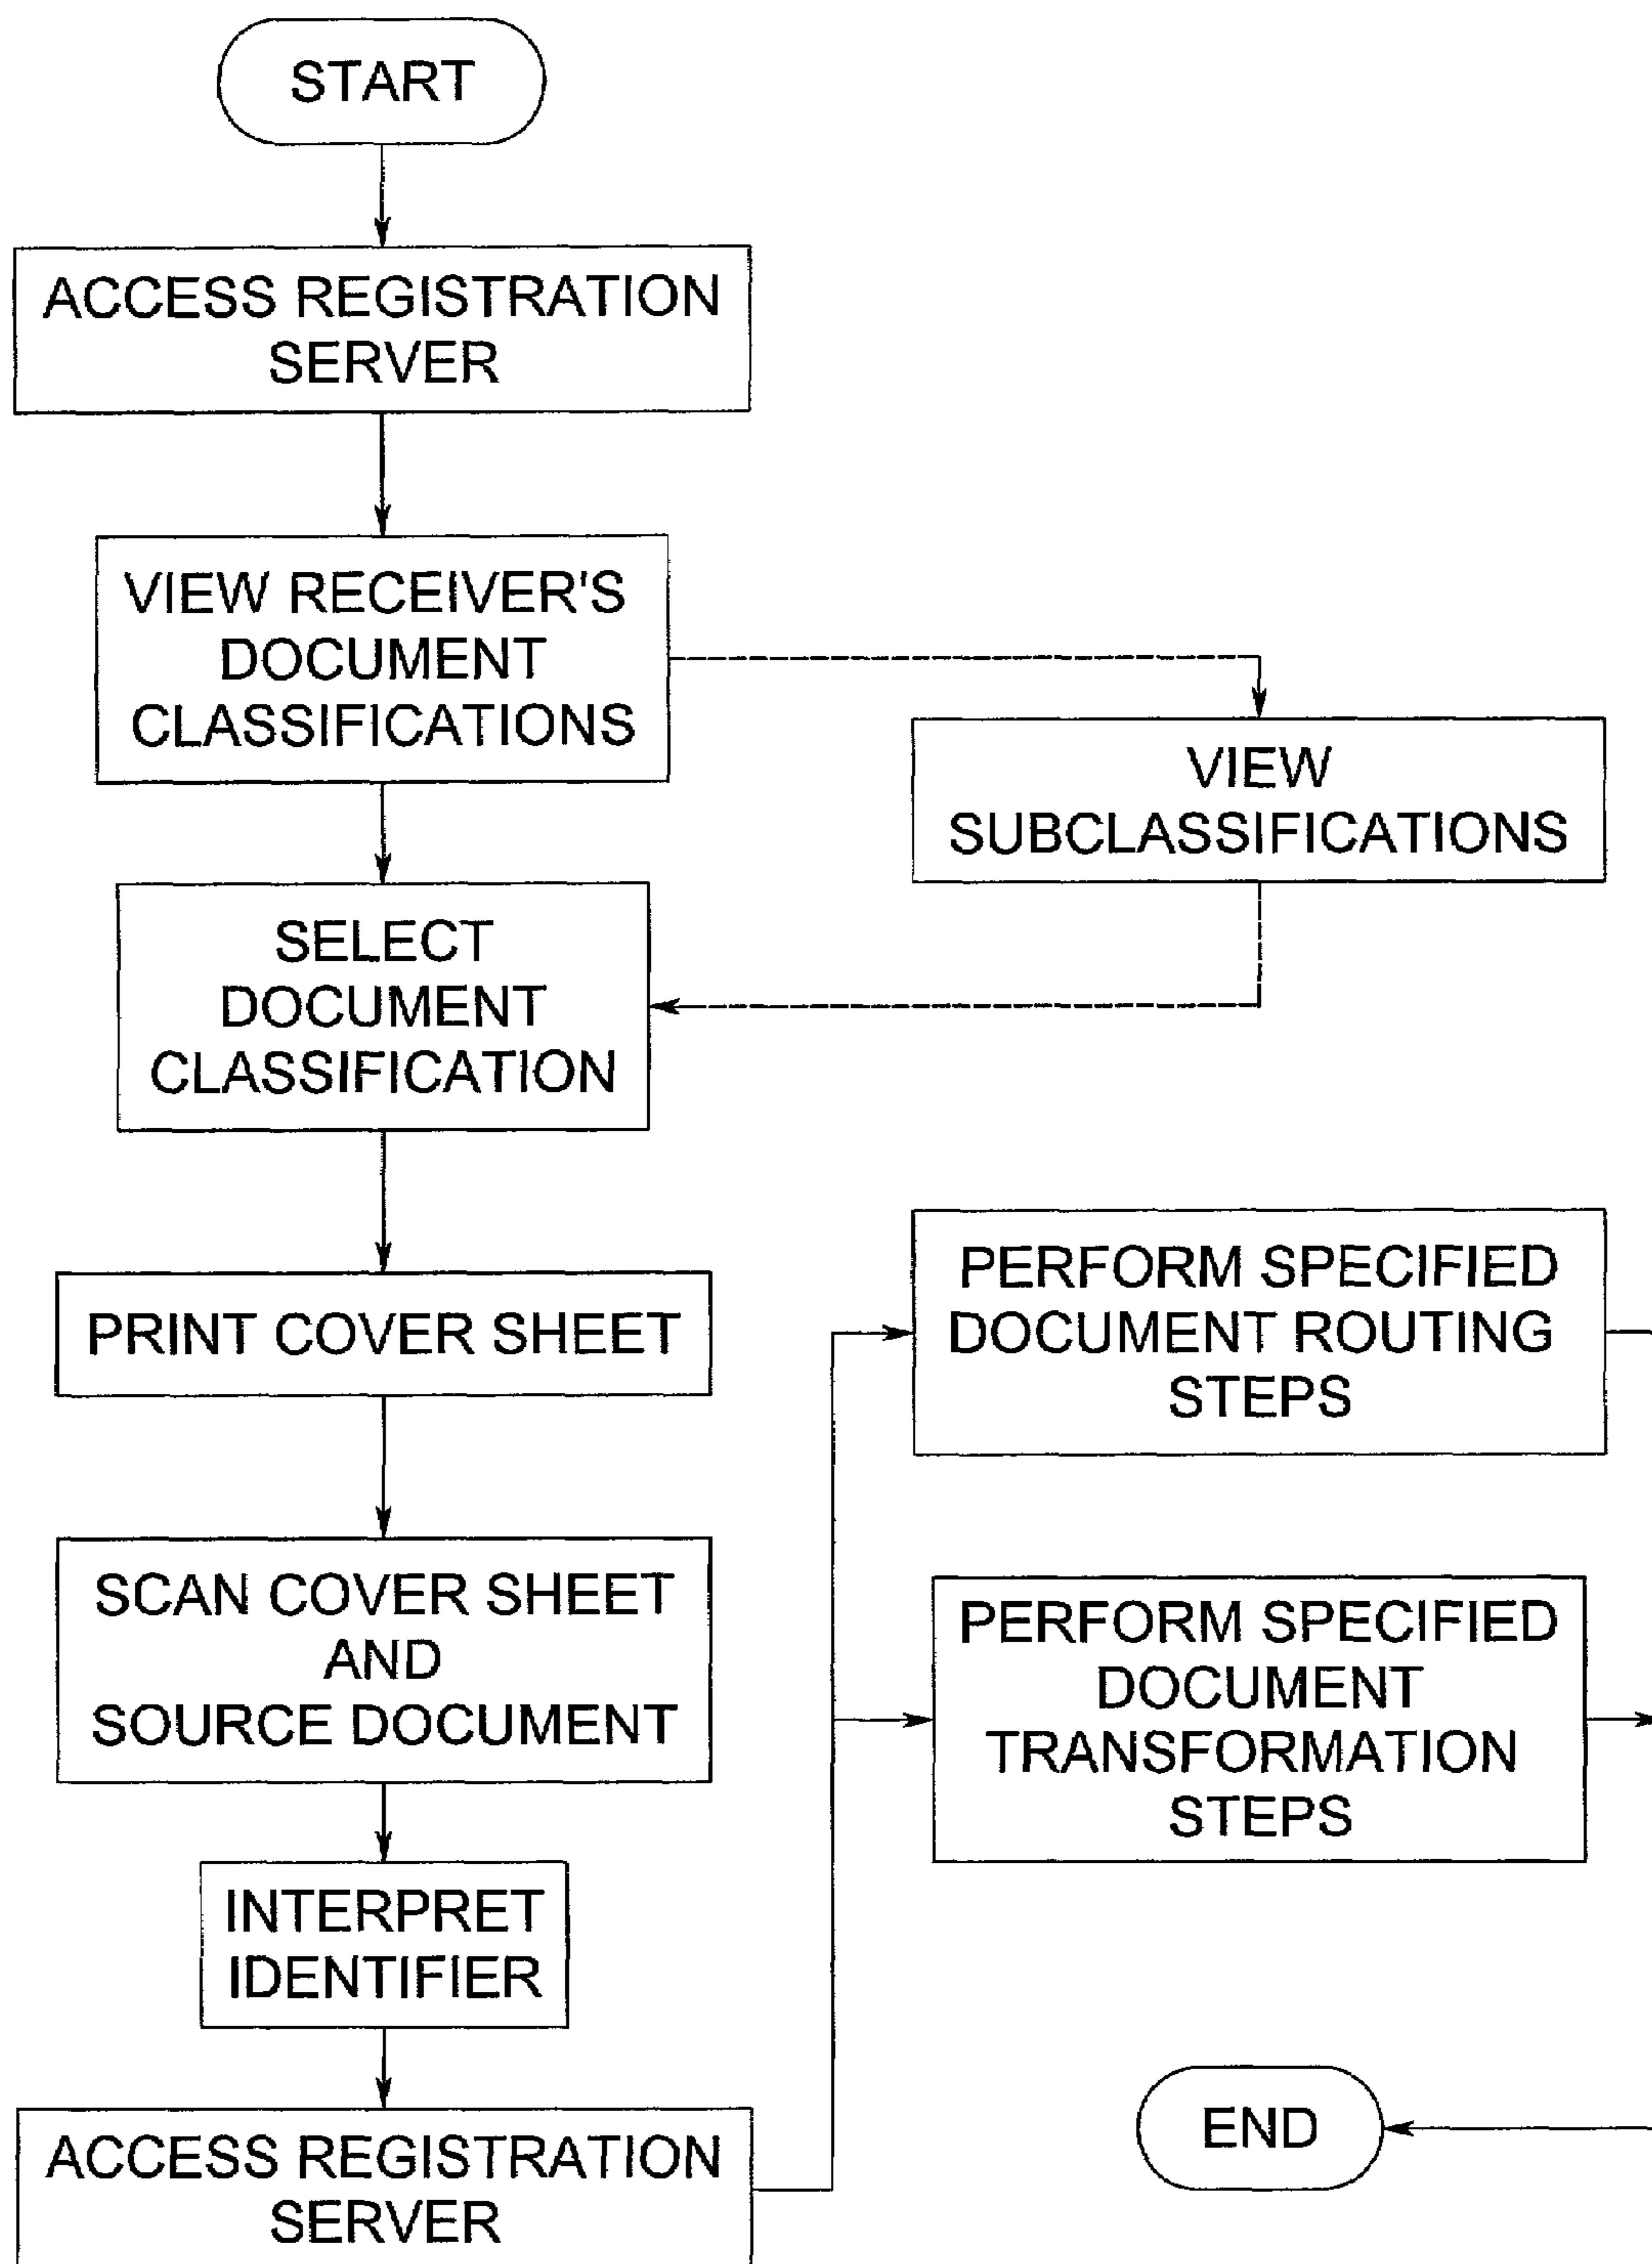 START
ACCESS REGISTRATION
SERVER
VIEW RECEIVER'S
DOCUMENT
CLASSIFICATIONS
VIEW
SUBCLASSIFICATIONS
SELECT
DOCUMENT
CLASSIFICATION
PRINT COVER SHEET
SCAN COVER SHEET
AND
SOURCE DOCUMENT
INTERPRET
IDENTIFIER
ACCESS REGISTRATION
SERVER
PERFORM SPECIFIED
DOCUMENT ROUTING
STEPS
PERFORM SPECIFIED
DOCUMENT
TRANSFORMATION
STEPS
END